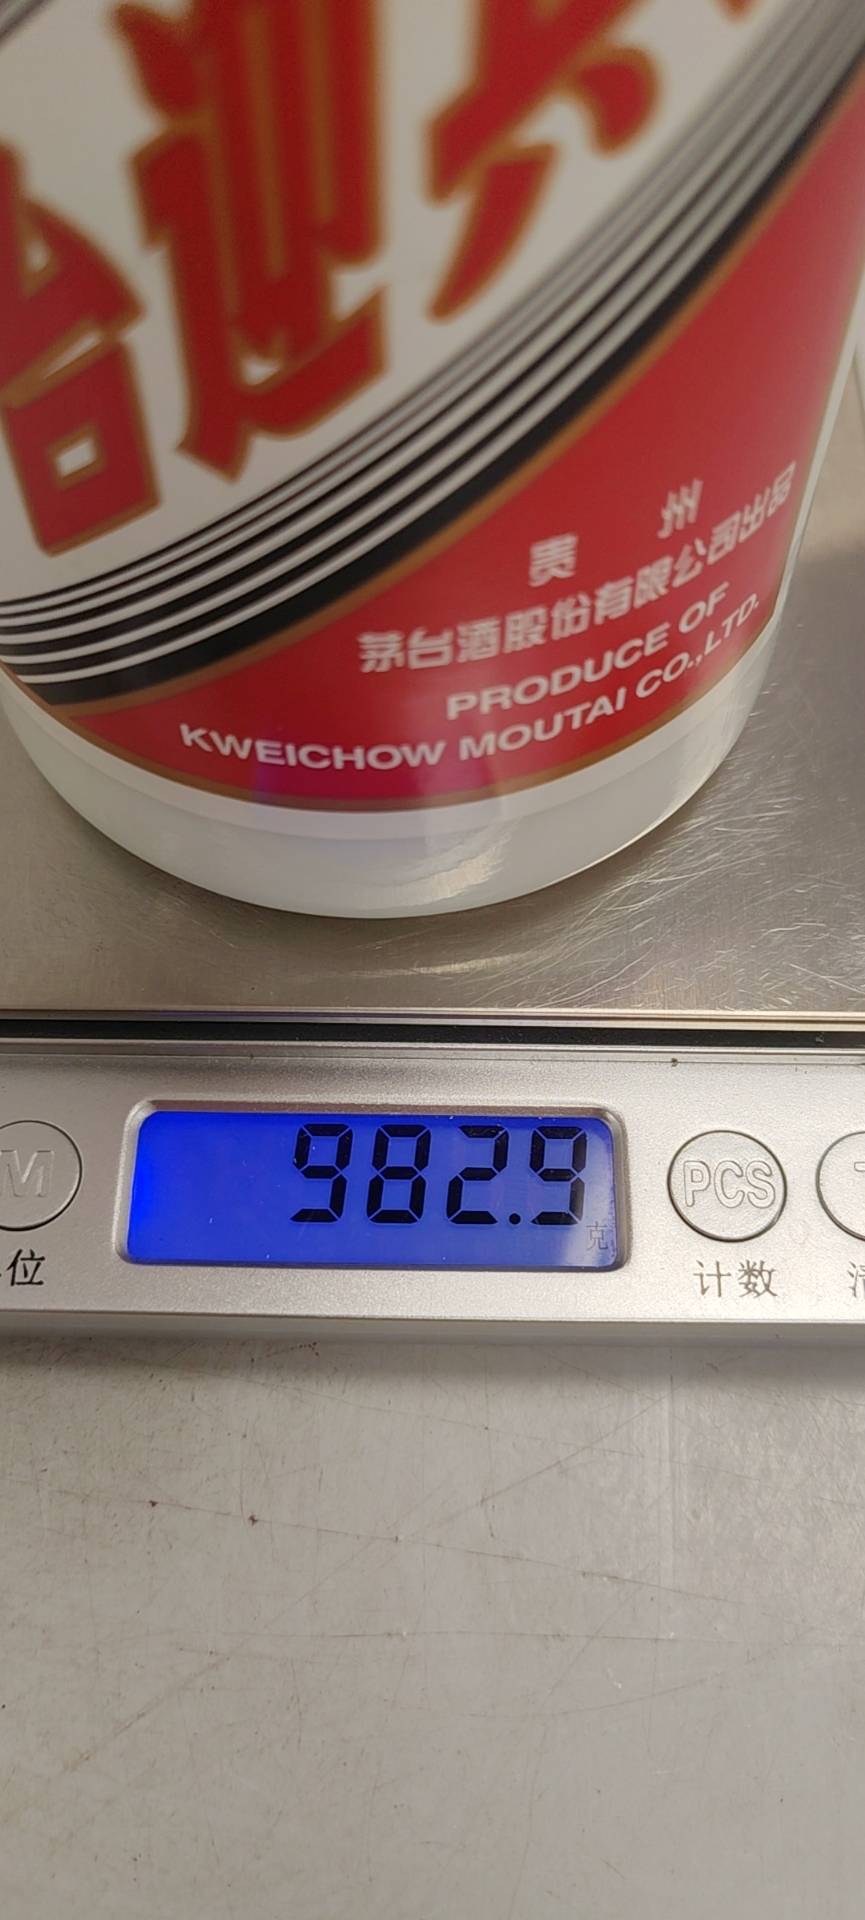 贵州
茅台酒股份有限公司出品
PRODUCE OF
KWEICHOW MOUTAI CO.,LTD.
982.9
克
M
PCS
位
计数